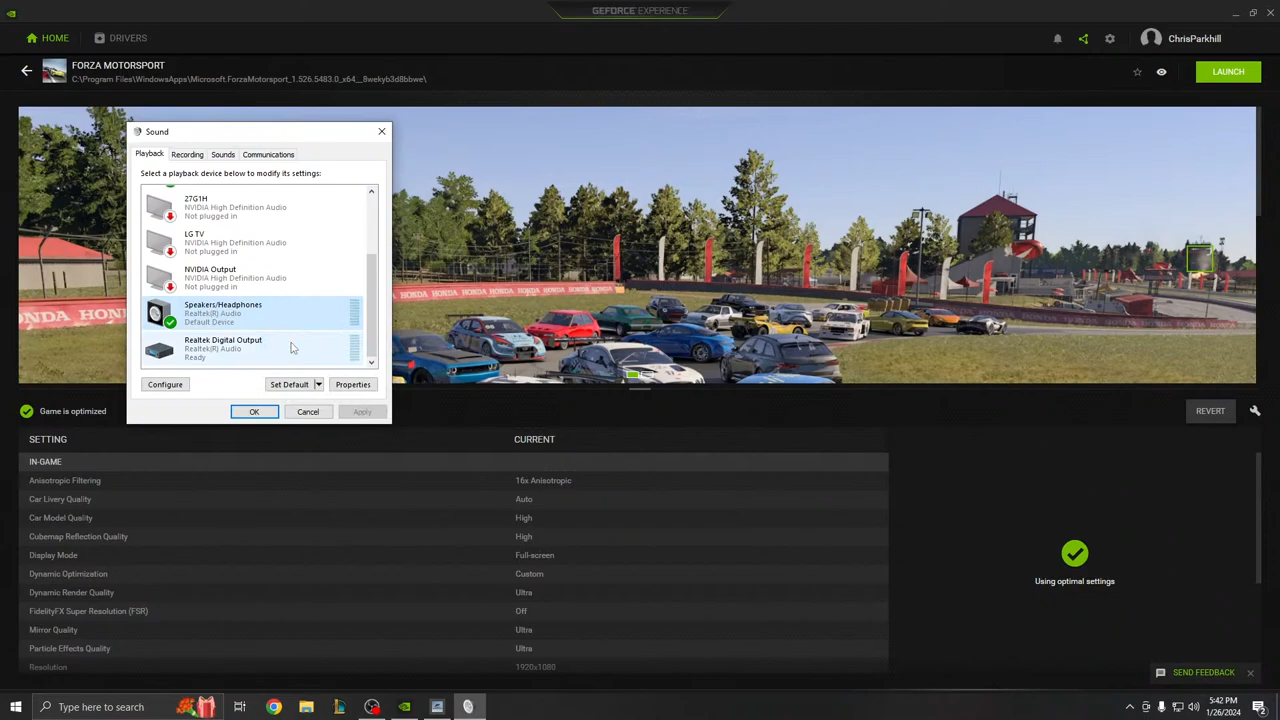 GEFORCE EXPERIENCE
HOME
DRIVERS
ChrisParkhill
FORZA MOTORSPORT
C:\Program Files\WindowsApps\Microsoft.ForzaMotorsport_1.526.5483.0_x64__8wekyb3d8bbwe\
LAUNCH
Sound
Playback
Recording
Sounds
Communications
Select a playback device below to modify its settings:
27G1H
NVIDIA High Definition Audio
Not plugged in
LG TV
NVIDIA High Definition Audio
Not plugged in
NVIDIA Output
NVIDIA High Definition Audio
Not plugged in
Speakers/Headphones
Realtek(R) Audio
Default Device
Realtek Digital Output
Realtek(R) Audio
Ready
Configure
Set Default
Properties
OK
Cancel
Apply
HONDA HONDA HONDA HONDA HONDA
Game is optimized
REVERT
SETTING
CURRENT
IN-GAME
Anisotropic Filtering
16x Anisotropic
Car Livery Quality
Auto
Car Model Quality
High
Cubemap Reflection Quality
High
Display Mode
Full-screen
Dynamic Optimization
Custom
Dynamic Render Quality
Ultra
FidelityFX Super Resolution (FSR)
Off
Mirror Quality
Ultra
Particle Effects Quality
Ultra
Resolution
1920x1080
Using optimal settings
SEND FEEDBACK
Type here to search
5:42 PM
1/26/2024
2